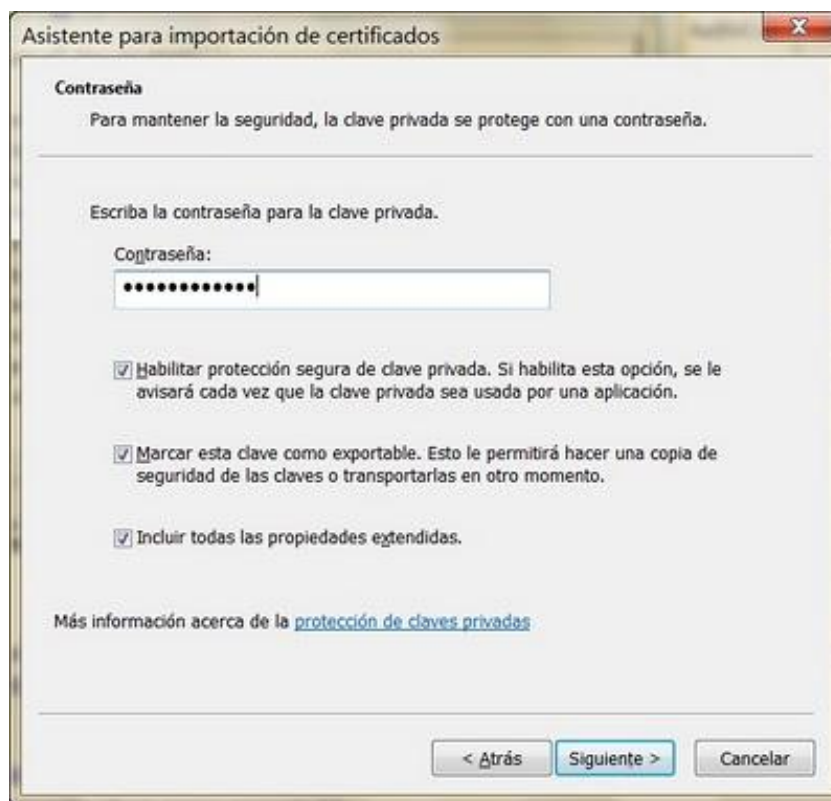 Asistente para importación de certificados
Contraseña
Para mantener la seguridad, la clave privada se protege con una contraseña.
Escriba la contraseña para la clave privada.
Contraseña:
••••••••••••
Habilitar protección segura de clave privada. Si habilita esta opción, se le
avisará cada vez que la clave privada sea usada por una aplicación.
Marcar esta clave como exportable. Esto le permitirá hacer una copia de
seguridad de las claves o transportarlas en otro momento.
Incluir todas las propiedades extendidas.
Más información acerca de la protección de claves privadas
< Atrás Siguiente > Cancelar